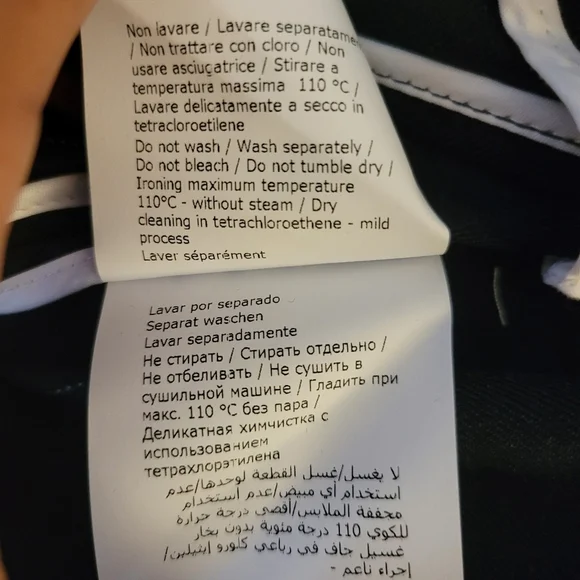 Non lavare / Lavare separatamente
/ Non trattare con cloro / Non
usare asciugatrice / Stirare a
temperatura massima 110 °C /
Lavare delicatamente a secco in
tetracloroetilene
Do not wash / Wash separately /
Do not bleach / Do not tumble dry /
Ironing maximum temperature
110°C - without steam / Dry
cleaning in tetrachloroethene - mild
process
Laver séparément
Lavar por separado
Separat waschen
Lavar separadamente
Не стирать / Стирать отдельно /
Не отбеливать / Не сушить в
сушильной машине / Гладить при
макс. 110 °C без пара /
Деликатная химчистка с
использованием
тетрахлорэтилена
لا يغسل/غسل القطعة لوحدها/عدم
استخدام أي مبيض/عدم استخدام
مجففة الملابس/أقصى درجة حرارة
للكوي 110 درجة مئوية بدون بخار
غسيل جاف في رباعي كلورو ايثيلين/
إجراء ناعم -